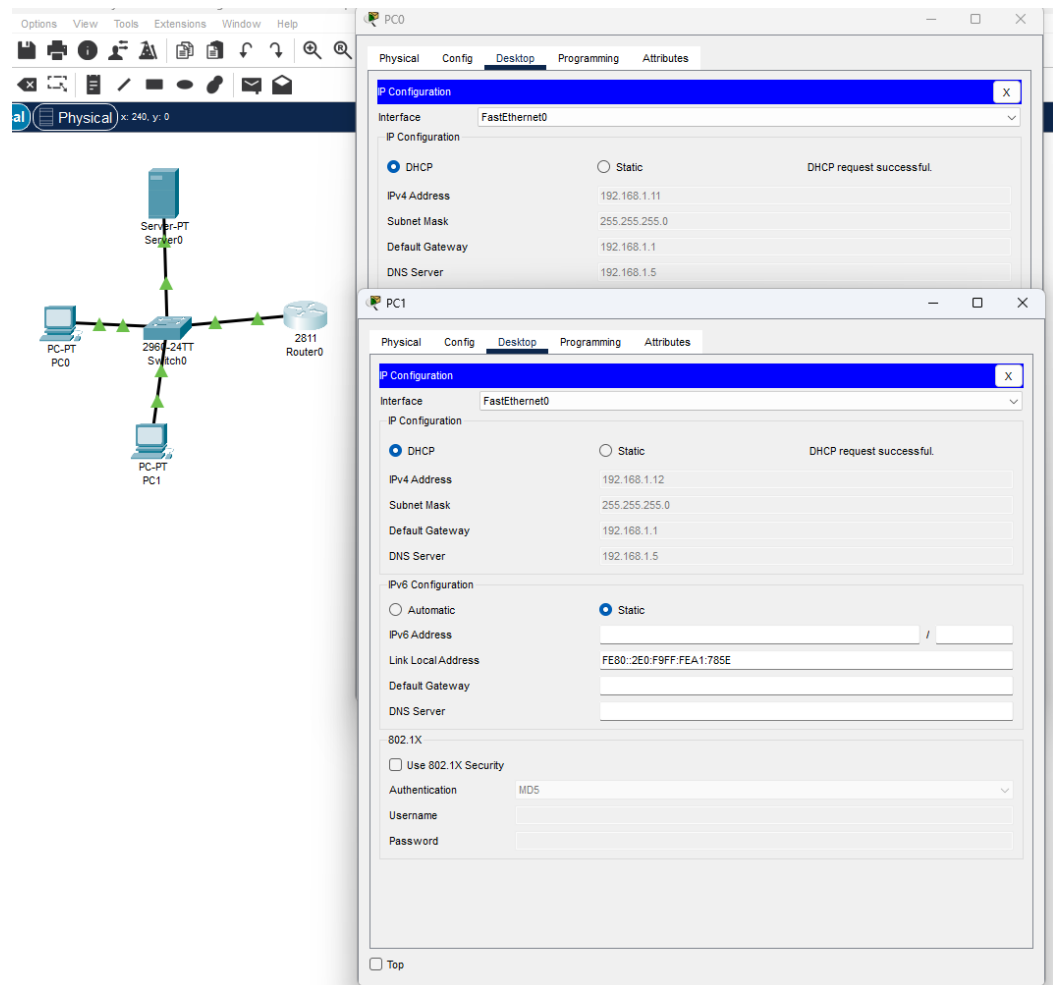 Options View Tools Extensions Window Help
al Physical x: 240, y: 0
Server-PT
Server0
PC-PT
PC0
2960-24TT
Switch0
2811
Router0
PC-PT
PC1
PC0
Physical Config Desktop Programming Attributes
IP Configuration X
Interface FastEthernet0
IP Configuration
DHCP Static DHCP request successful.
IPv4 Address 192.168.1.11
Subnet Mask 255.255.255.0
Default Gateway 192.168.1.1
DNS Server 192.168.1.5
PC1
Physical Config Desktop Programming Attributes
IP Configuration X
Interface FastEthernet0
IP Configuration
DHCP Static DHCP request successful.
IPv4 Address 192.168.1.12
Subnet Mask 255.255.255.0
Default Gateway 192.168.1.1
DNS Server 192.168.1.5
IPv6 Configuration
Automatic Static
IPv6 Address /
Link Local Address FE80::2E0:F9FF:FEA1:785E
Default Gateway
DNS Server
802.1X
Use 802.1X Security
Authentication MD5
Username
Password
Top